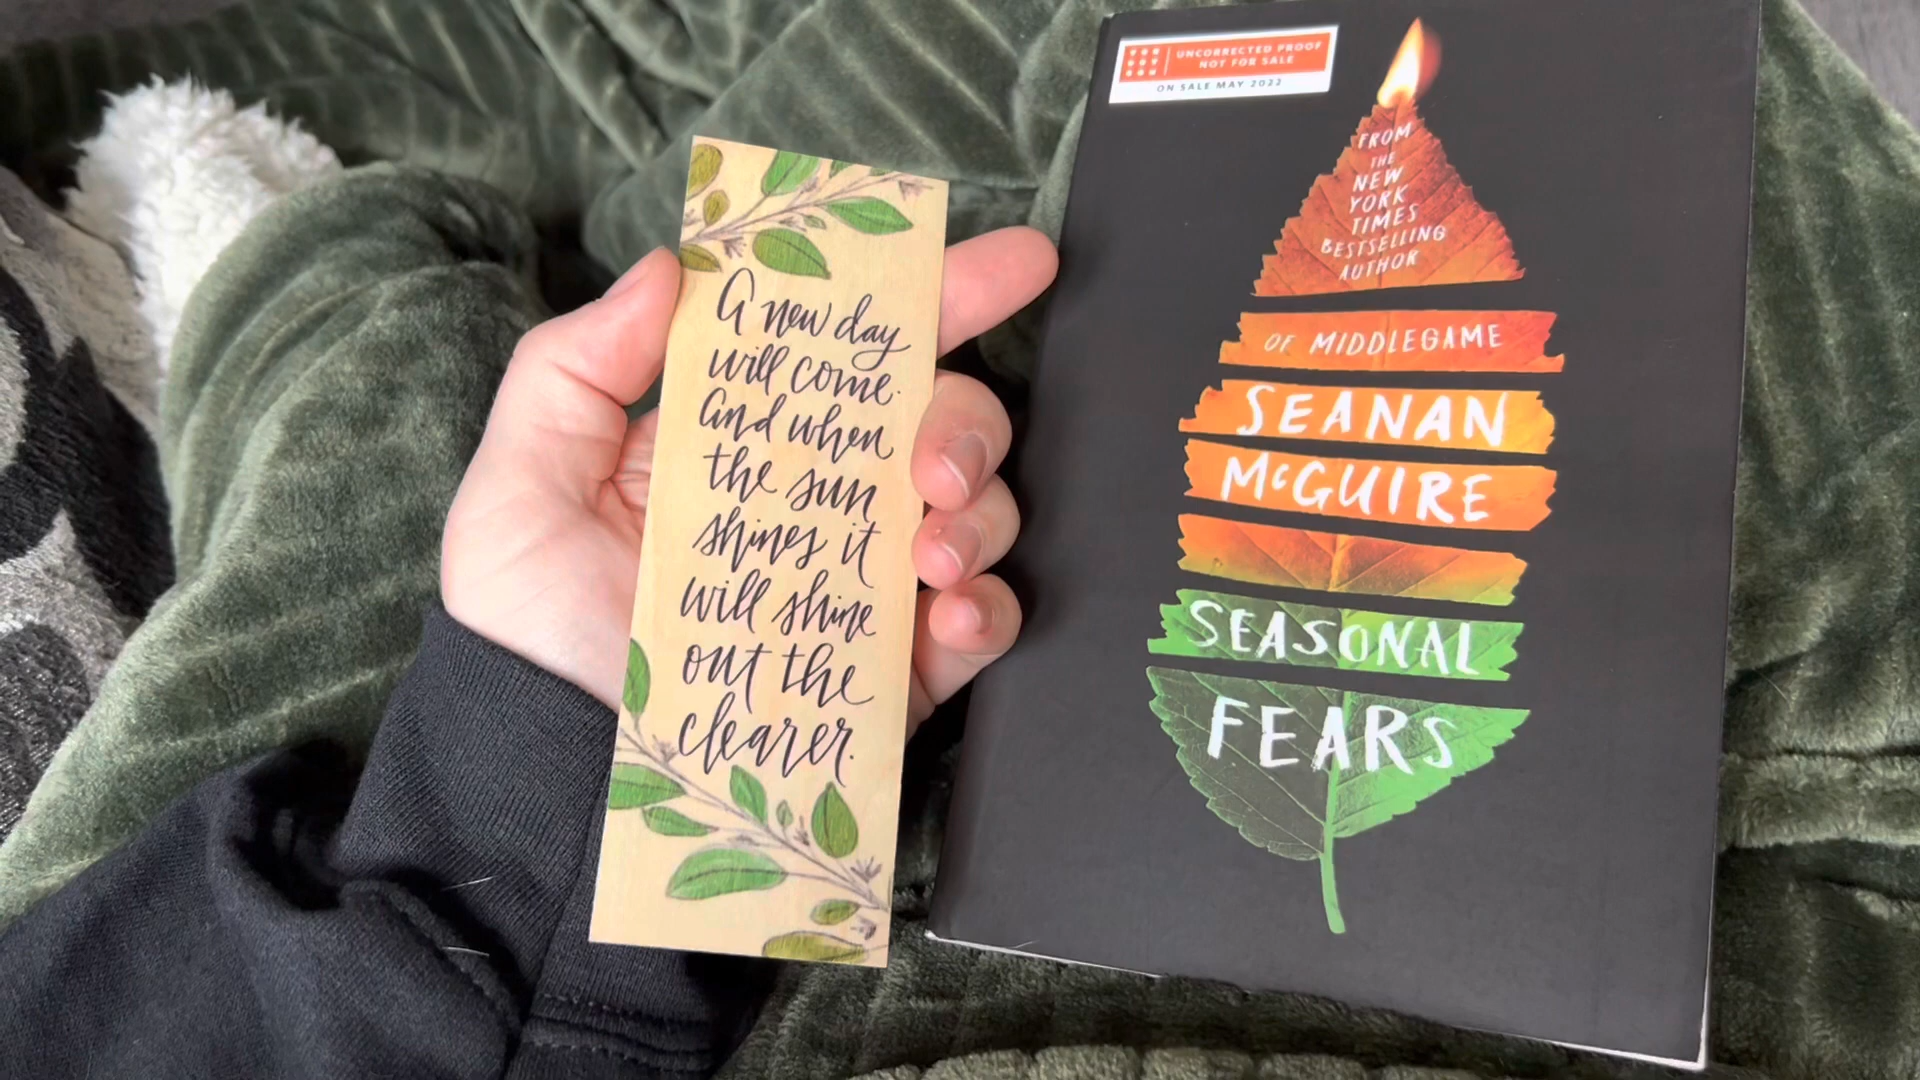 A new day
will come.
And when
the sun
shines it
will shine
out the
clearer.
UNCORRECTED PROOF
NOT FOR SALE
ON SALE MAY 2022
FROM
THE
NEW
YORK
TIMES
BESTSELLING
AUTHOR
OF MIDDLEGAME
SEANAN
McGUIRE
SEASONAL
FEARS